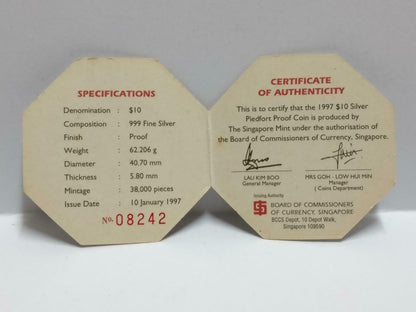 SPECIFICATIONS
Denomination : $10
Composition : 999 Fine Silver
Finish : Proof
Weight : 62.206 g
Diameter : 40.70 mm
Thickness : 5.80 mm
Mintage : 38,000 pieces
Issue Date : 10 January 1997
No. 08242
CERTIFICATE
OF AUTHENTICITY
This is to certify that the 1997 $10 Silver
Piedfort Proof Coin is produced by
The Singapore Mint under the authorisation of
the Board of Commissioners of Currency, Singapore.
LAU KIM BOO
General Manager
MRS GOH - LOW HUI MIN
Manager
( Coins Department)
Issuing Authority
BOARD OF COMMISSIONERS
OF CURRENCY, SINGAPORE
BCCS Depot, 10 Depot Walk,
Singapore 109590